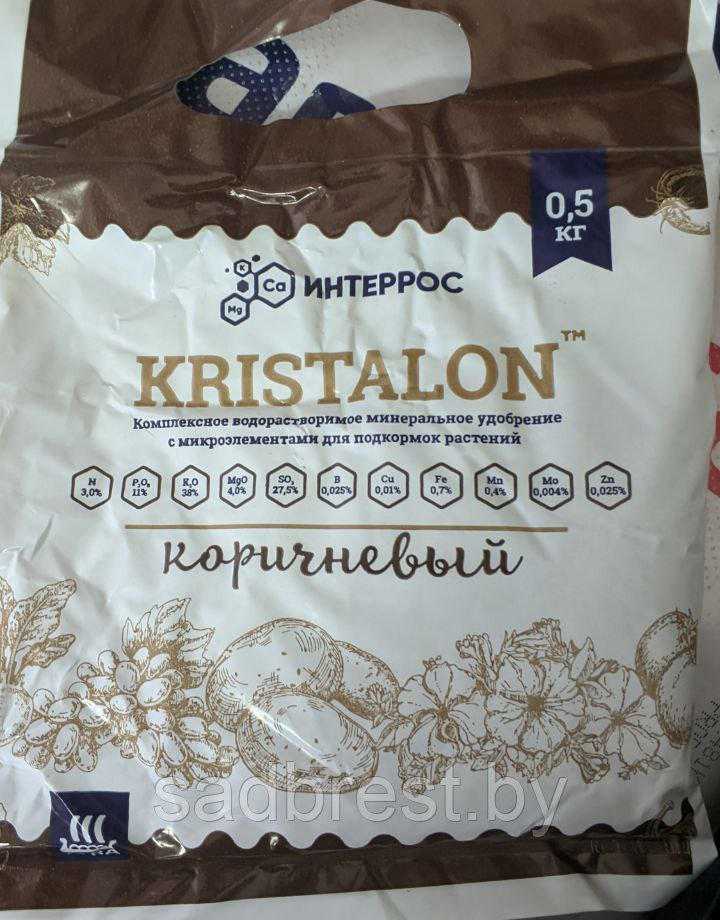 0,5
кг
K
Ca
Mg
ИНТЕРРОС
KRISTALON™
Комплексное водорастворимое минеральное удобрение
с микроэлементами для подкормок растений
N 3,0% P₂O₅ 11% K₂O 38% MgO 4,0% SO₃ 27,5% B 0,025% Cu 0,01% Fe 0,7% Mn 0,4% Mo 0,004% Zn 0,025%
коричневый
sadbrest.by